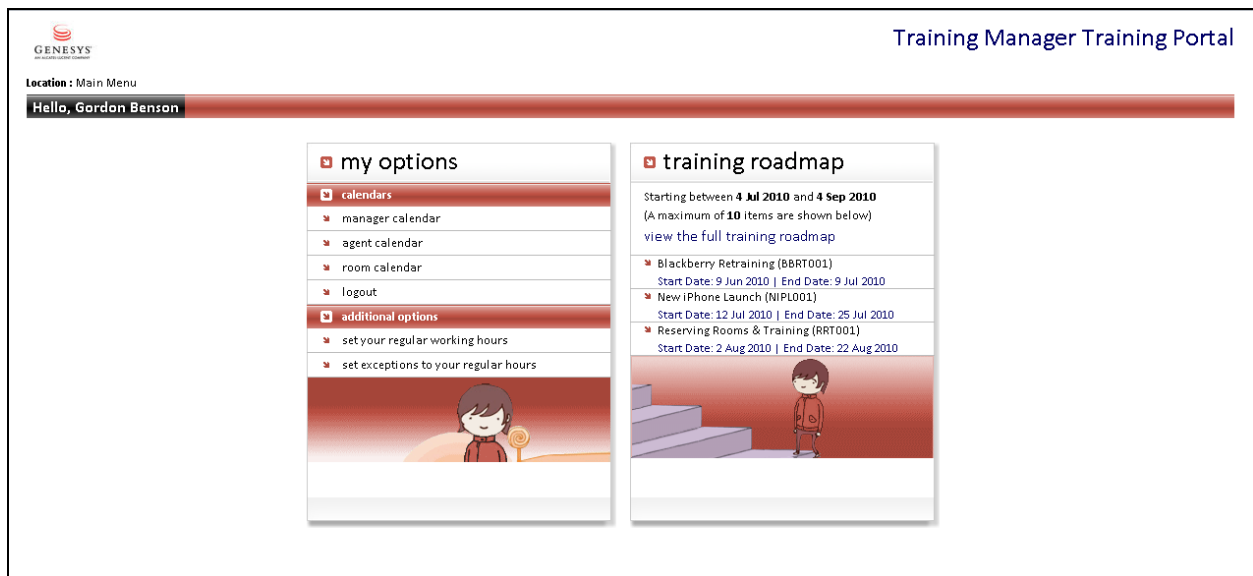 GENESYS
AN ALCATEL-LUCENT COMPANY
Training Manager Training Portal
Location : Main Menu
Hello, Gordon Benson
my options
calendars
manager calendar
agent calendar
room calendar
logout
additional options
set your regular working hours
set exceptions to your regular hours
training roadmap
Starting between 4 Jul 2010 and 4 Sep 2010
(A maximum of 10 items are shown below)
view the full training roadmap
Blackberry Retraining (BBRT001)
Start Date: 9 Jun 2010 | End Date: 9 Jul 2010
New iPhone Launch (NIPL001)
Start Date: 12 Jul 2010 | End Date: 25 Jul 2010
Reserving Rooms & Training (RRT001)
Start Date: 2 Aug 2010 | End Date: 22 Aug 2010